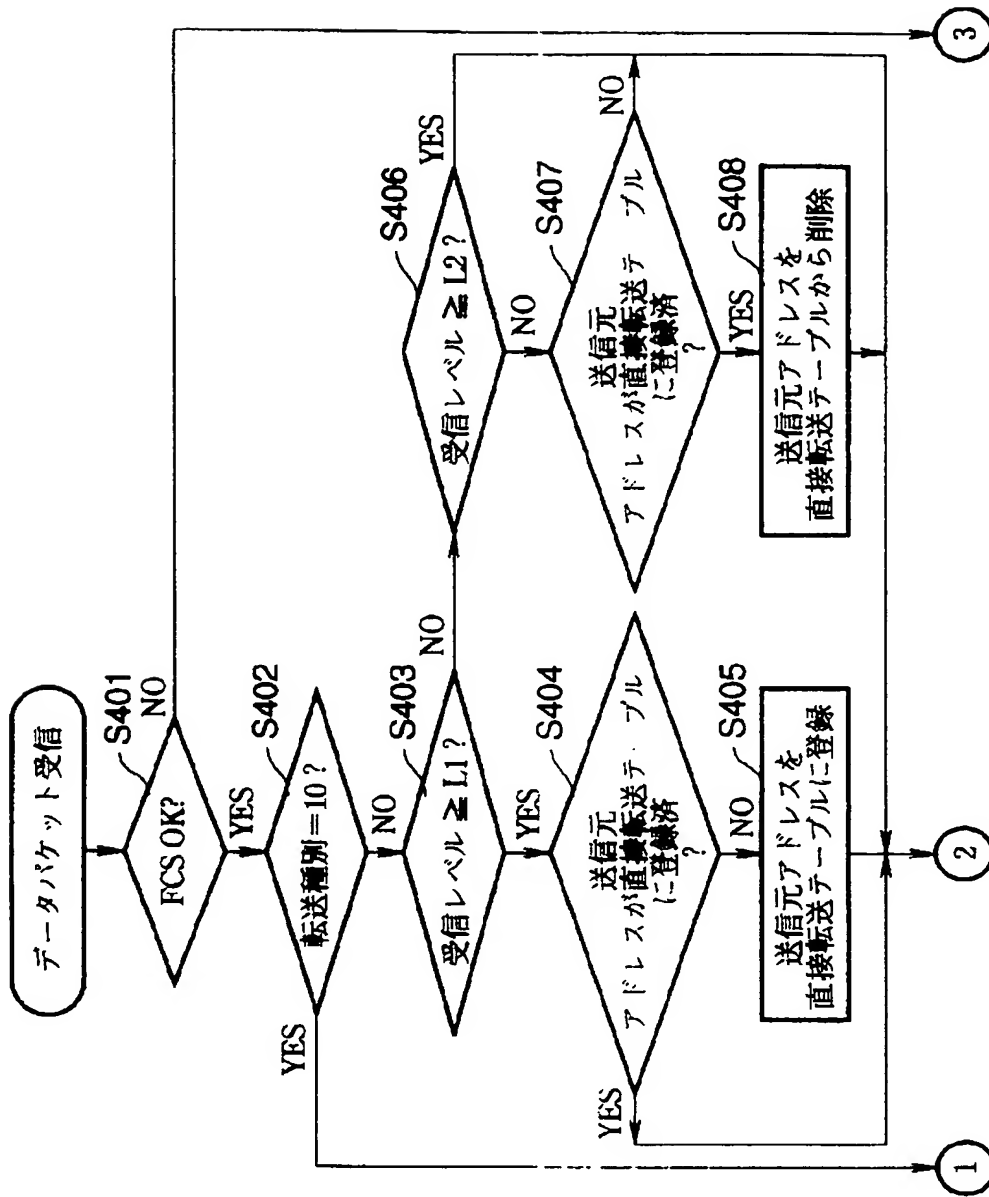 データパケット受信
S401
FCS OK?
NO
YES
S402
転送種別=10?
YES
NO
S403
受信レベル ≧ L1?
NO
YES
S406
受信レベル ≧ L2?
YES
NO
S404
送信元
アドレスが直接転送テーブル
に登録済
?
YES
NO
S407
送信元
アドレスが直接転送テーブル
に登録済
?
NO
YES
S405
送信元アドレスを
直接転送テーブルに登録
S408
送信元アドレスを
直接転送テーブルから削除
1
2
3